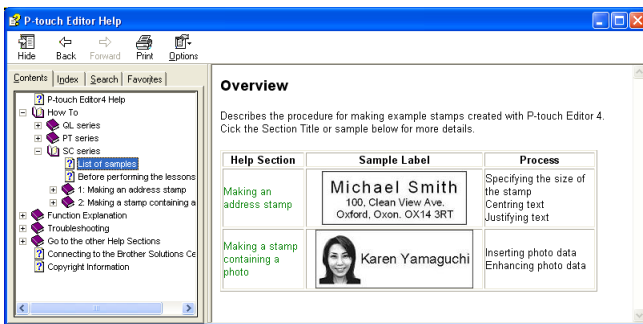 P-touch Editor Help
Hide Back Forward Print Options
Contents Index Search Favorites
P-touch Editor4 Help
How To
QL series
PT series
SC series
List of samples
Before performing the lessons
1: Making an address stamp
2: Making a stamp containing a
Function Explanation
Troubleshooting
Go to the other Help Sections
Connecting to the Brother Solutions Ce
Copyright Information
Overview
Describes the procedure for making example stamps created with P-touch Editor 4.
Cick the Section Title or sample below for more details.
Help Section Sample Label Process
Making an
address stamp
Michael Smith
100, Clean View Ave.
Oxford, Oxon. OX14 3RT
Specifying the size of
the stamp
Centring text
Justifying text
Making a stamp
containing a
photo
Karen Yamaguchi
Inserting photo data
Enhancing photo data